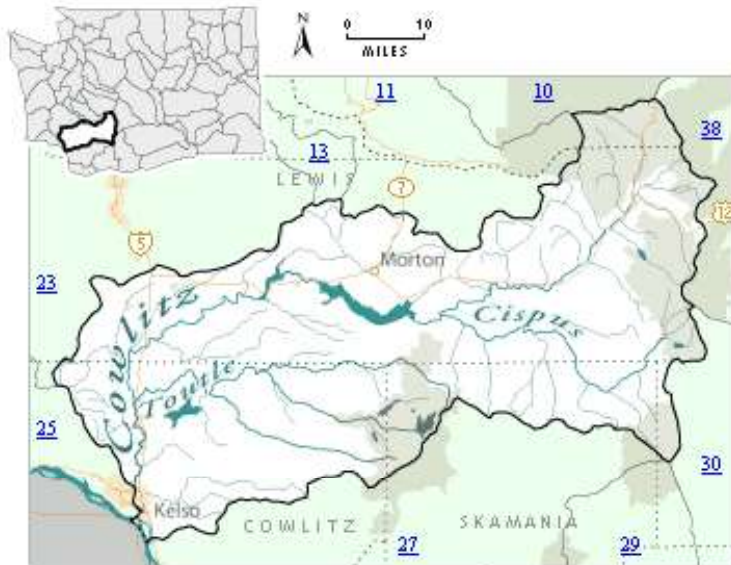 N
0 10
MILES
11
10
38
13
LEWIS
7
12
5
Morton
23
Cowlitz
Cispus
Toutle
25
30
Kelso
COWLITZ
SKAMANIA
27
29